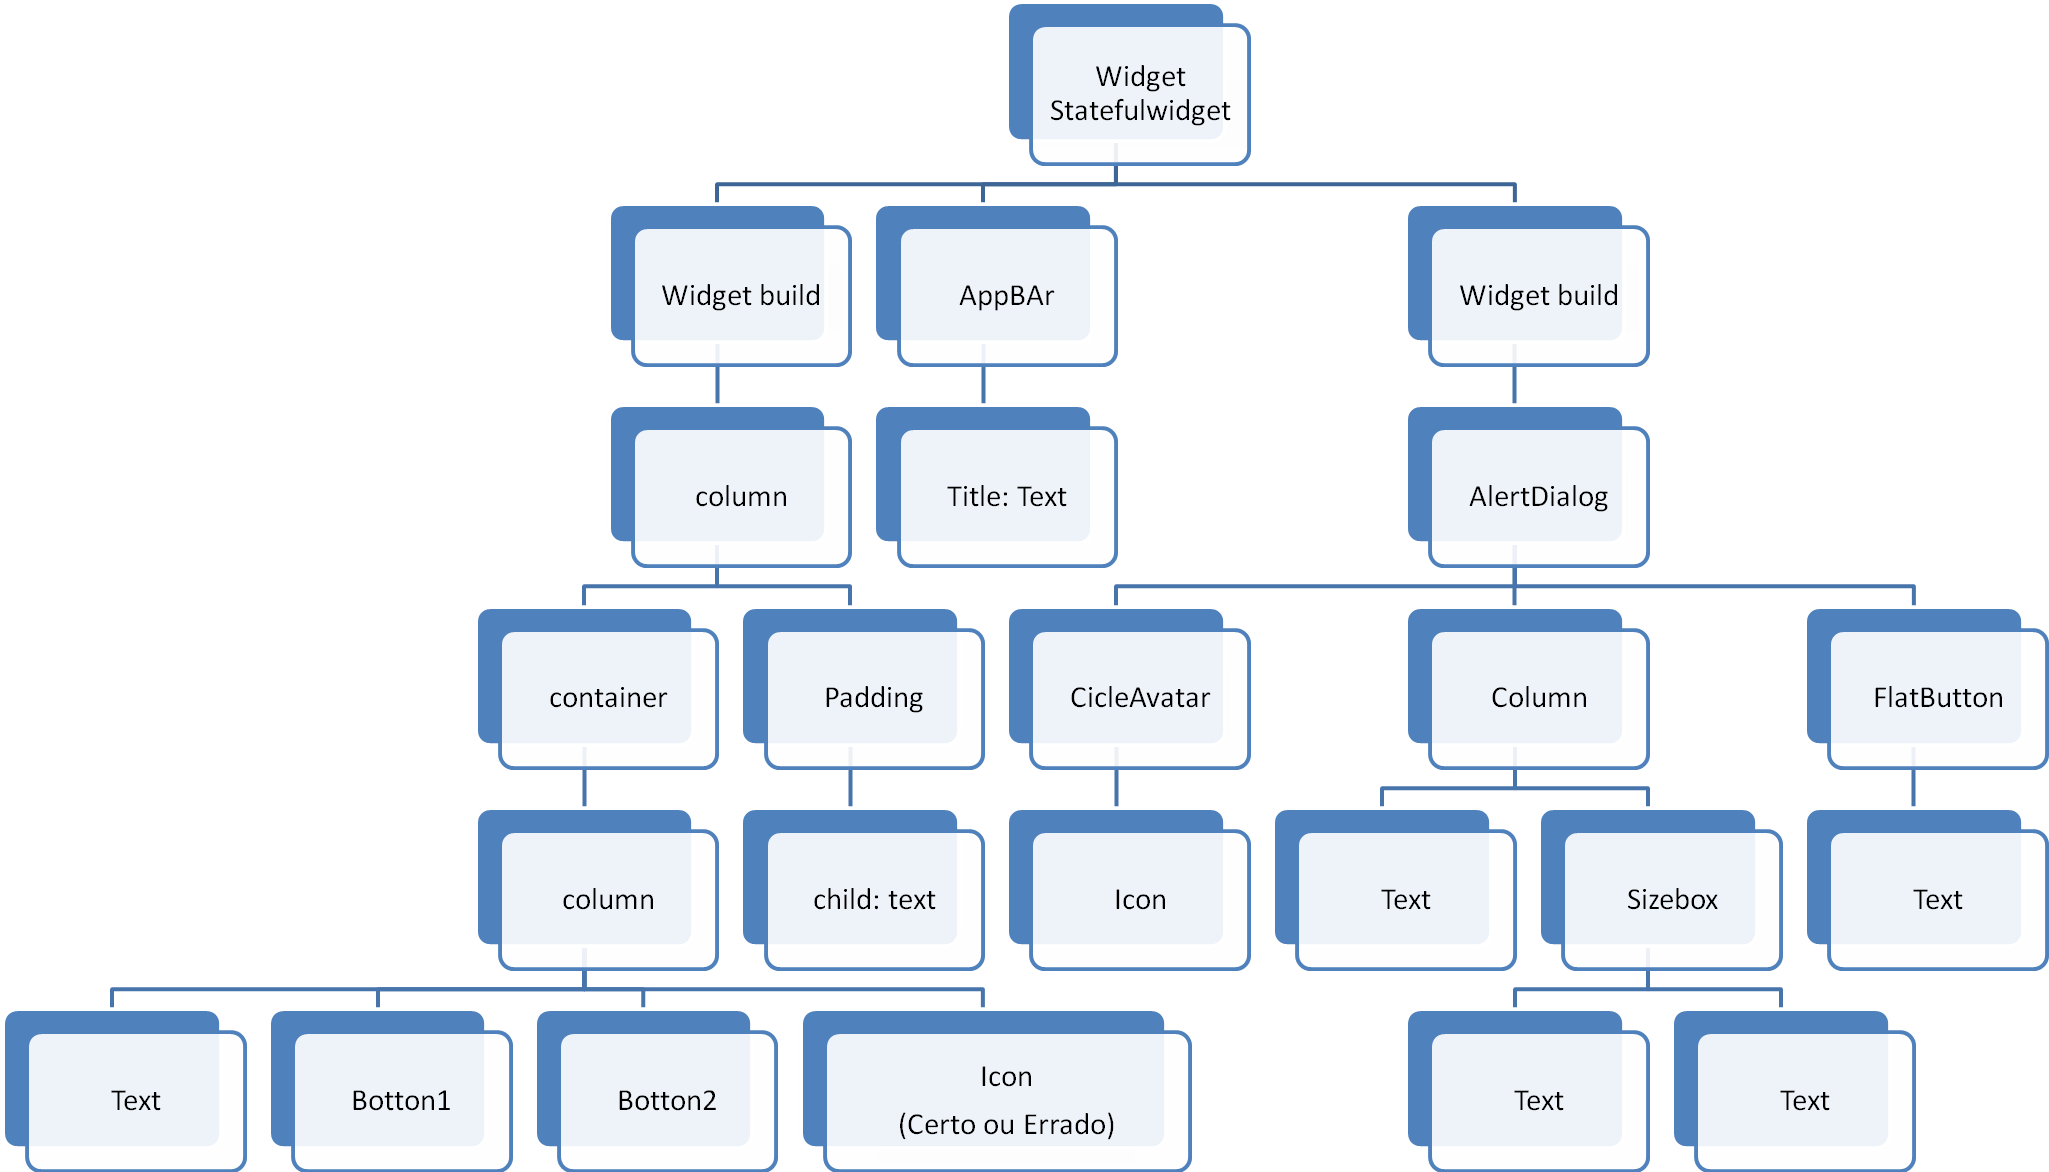 Widget
Statefulwidget
Widget build
AppBAr
Widget build
column
Title: Text
AlertDialog
container
Padding
CicleAvatar
Column
FlatButton
column
child: text
Icon
Text
Sizebox
Text
Text
Botton1
Botton2
Icon
(Certo ou Errado)
Text
Text